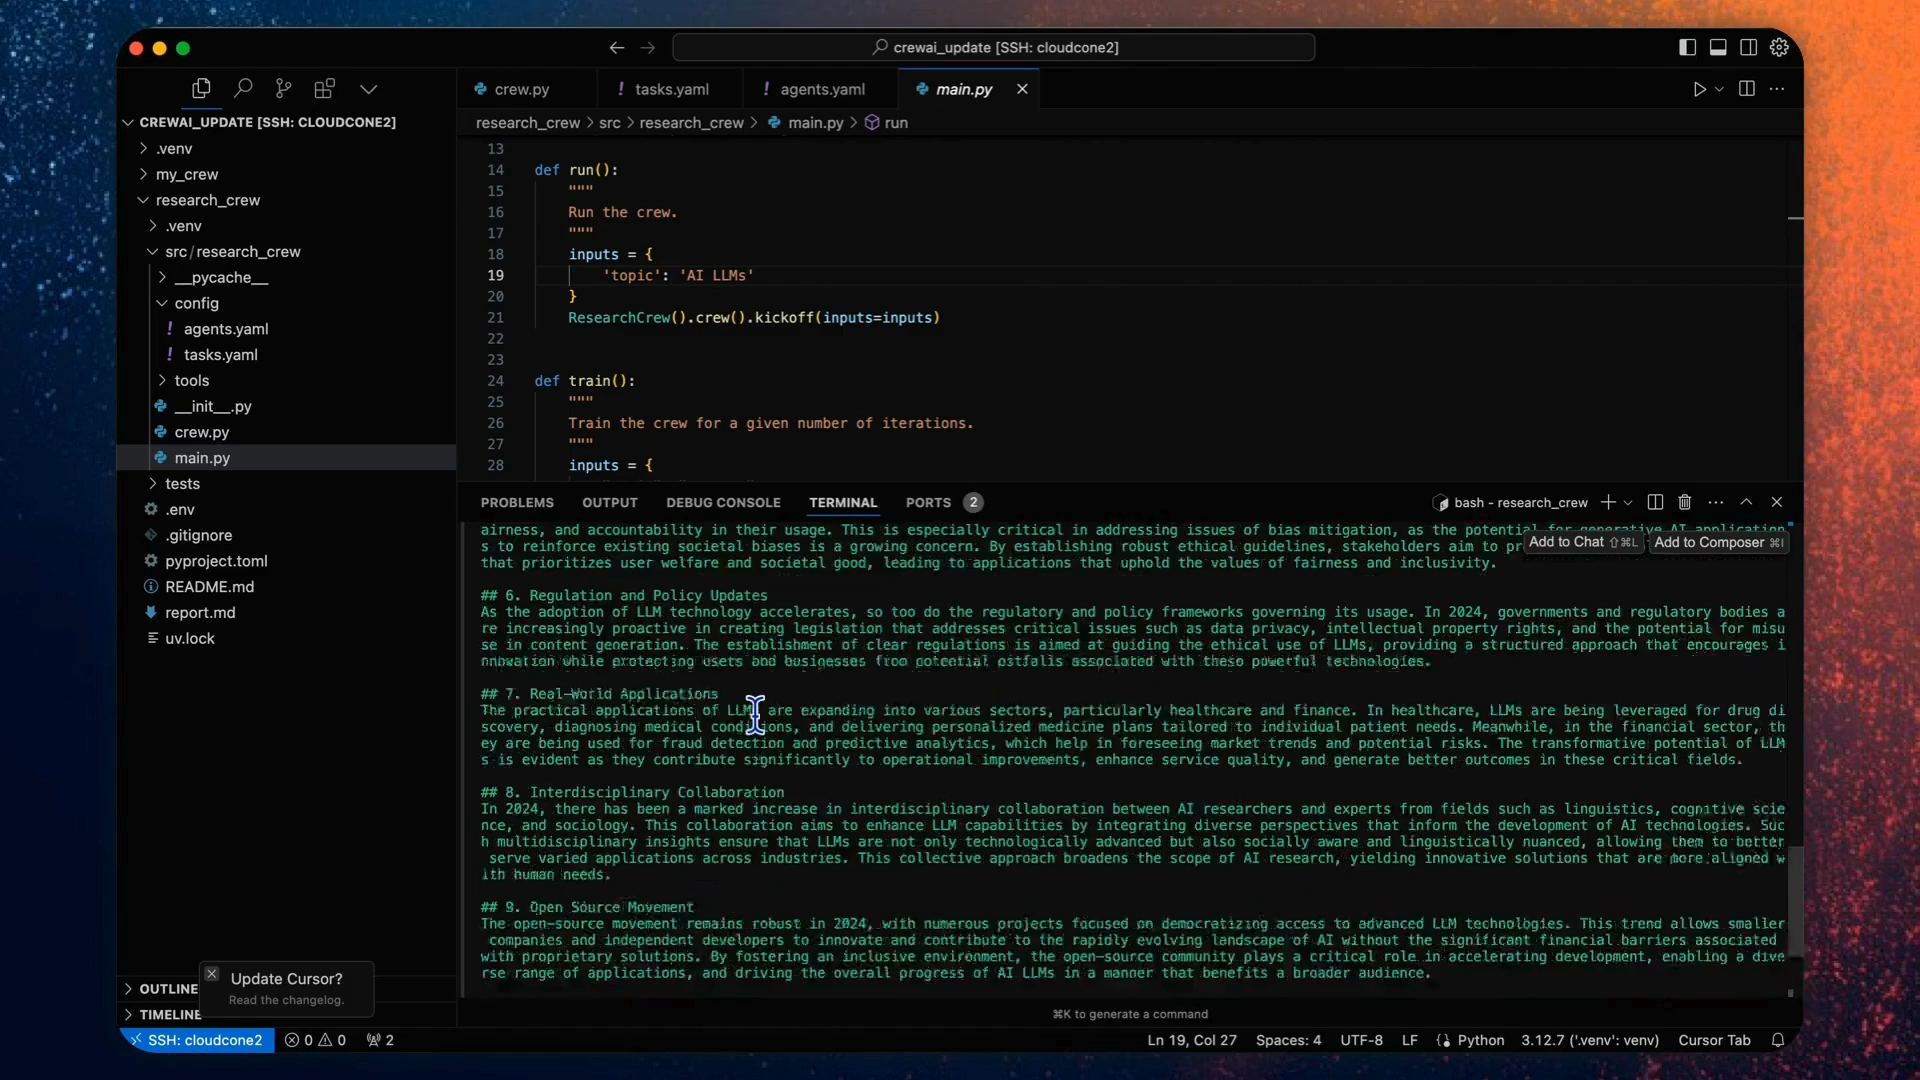 crewai_update [SSH: cloudcone2]
crew.py
tasks.yaml
agents.yaml
main.py
CREWAI_UPDATE [SSH: CLOUDCONE2]
.venv
my_crew
research_crew
.venv
src/research_crew
__pycache__
config
agents.yaml
tasks.yaml
tools
__init__.py
crew.py
main.py
tests
.env
.gitignore
pyproject.toml
README.md
report.md
uv.lock
OUTLINE
TIMELINE
Update Cursor?
Read the changelog.
research_crew > src > research_crew > main.py > run
13
14 def run():
15 """
16 Run the crew.
17 """
18 inputs = {
19 'topic': 'AI LLMs'
20 }
21 ResearchCrew().crew().kickoff(inputs=inputs)
22
23
24 def train():
25 """
26 Train the crew for a given number of iterations.
27 """
28 inputs = {
PROBLEMS OUTPUT DEBUG CONSOLE TERMINAL PORTS 2
bash - research_crew
Add to Chat ⇧⌘L Add to Composer ⌘I
airness, and accountability in their usage. This is especially critical in addressing issues of bias mitigation, as the potential for generative AI application
s to reinforce existing societal biases is a growing concern. By establishing robust ethical guidelines, stakeholders aim to pr
that prioritizes user welfare and societal good, leading to applications that uphold the values of fairness and inclusivity.
## 6. Regulation and Policy Updates
As the adoption of LLM technology accelerates, so too do the regulatory and policy frameworks governing its usage. In 2024, governments and regulatory bodies a
re increasingly proactive in creating legislation that addresses critical issues such as data privacy, intellectual property rights, and the potential for misu
se in content generation. The establishment of clear regulations is aimed at guiding the ethical use of LLMs, providing a structured approach that encourages i
nnovation while protecting users and businesses from potential pitfalls associated with these powerful technologies.
## 7. Real-World Applications
The practical applications of LLMs are expanding into various sectors, particularly healthcare and finance. In healthcare, LLMs are being leveraged for drug di
scovery, diagnosing medical conditions, and delivering personalized medicine plans tailored to individual patient needs. Meanwhile, in the financial sector, th
ey are being used for fraud detection and predictive analytics, which help in foreseeing market trends and potential risks. The transformative potential of LLM
s is evident as they contribute significantly to operational improvements, enhance service quality, and generate better outcomes in these critical fields.
## 8. Interdisciplinary Collaboration
In 2024, there has been a marked increase in interdisciplinary collaboration between AI researchers and experts from fields such as linguistics, cognitive scie
nce, and sociology. This collaboration aims to enhance LLM capabilities by integrating diverse perspectives that inform the development of AI technologies. Suc
h multidisciplinary insights ensure that LLMs are not only technologically advanced but also socially aware and linguistically nuanced, allowing them to better
serve varied applications across industries. This collective approach broadens the scope of AI research, yielding innovative solutions that are more aligned w
ith human needs.
## 9. Open Source Movement
The open-source movement remains robust in 2024, with numerous projects focused on democratizing access to advanced LLM technologies. This trend allows smaller
companies and independent developers to innovate and contribute to the rapidly evolving landscape of AI without the significant financial barriers associated
with proprietary solutions. By fostering an inclusive environment, the open-source community plays a critical role in accelerating development, enabling a dive
rse range of applications, and driving the overall progress of AI LLMs in a manner that benefits a broader audience.
⌘K to generate a command
SSH: cloudcone2 0 0 2
Ln 19, Col 27 Spaces: 4 UTF-8 LF Python 3.12.7 ('.venv': venv) Cursor Tab